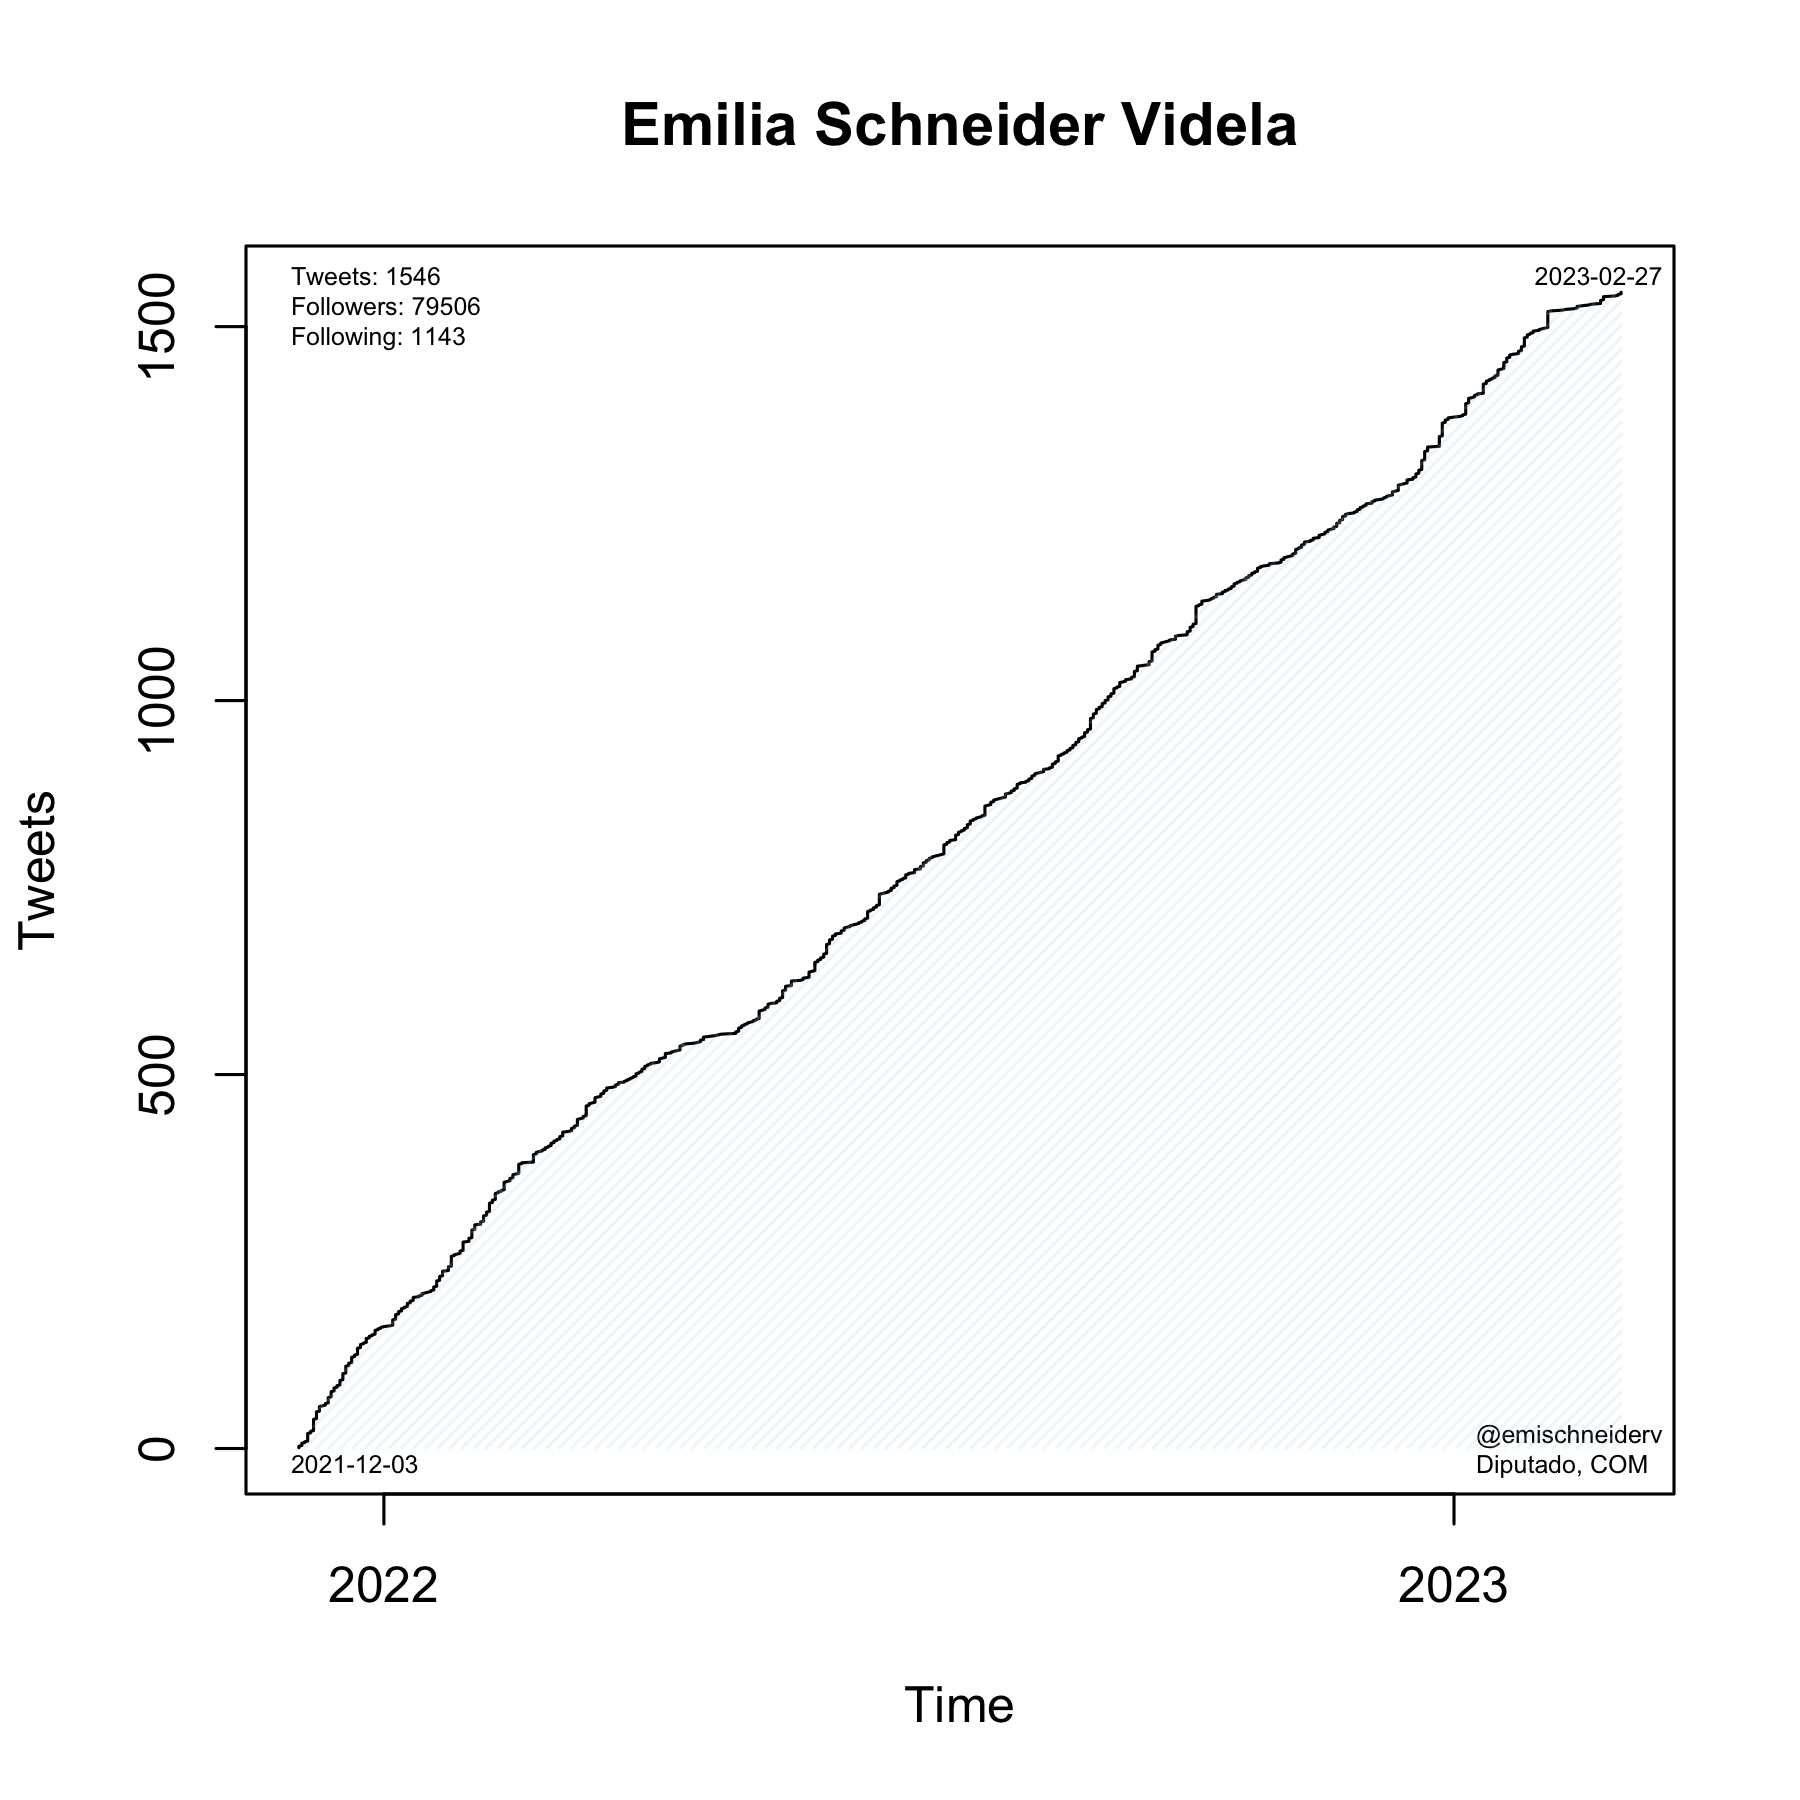 Emilia Schneider Videla
Tweets: 1546
Followers: 79506
Following: 1143
2023-02-27
1500
1000
500
0
Tweets
2021-12-03
@emischneiderv
Diputado, COM
2022
2023
Time